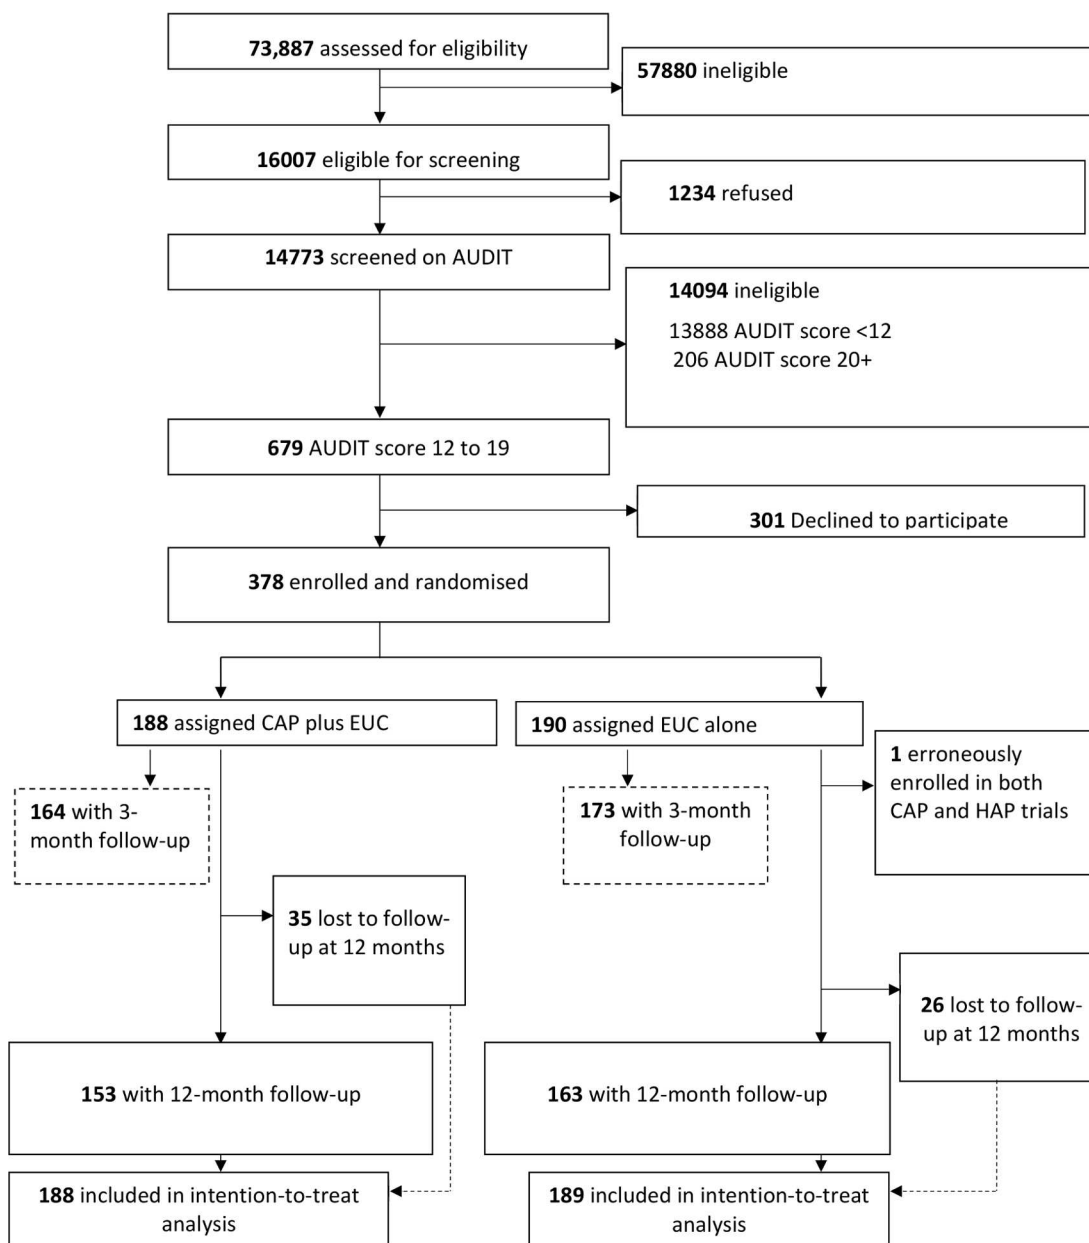 73,887 assessed for eligibility
57880 ineligible
16007 eligible for screening
1234 refused
14773 screened on AUDIT
14094 ineligible
13888 AUDIT score <12
206 AUDIT score 20+
679 AUDIT score 12 to 19
301 Declined to participate
378 enrolled and randomised
188 assigned CAP plus EUC
190 assigned EUC alone
1 erroneously
enrolled in both
CAP and HAP trials
164 with 3-
month follow-up
173 with 3-month
follow-up
35 lost to follow-
up at 12 months
26 lost to follow-
up at 12 months
153 with 12-month follow-up
163 with 12-month follow-up
188 included in intention-to-treat
analysis
189 included in intention-to-treat
analysis